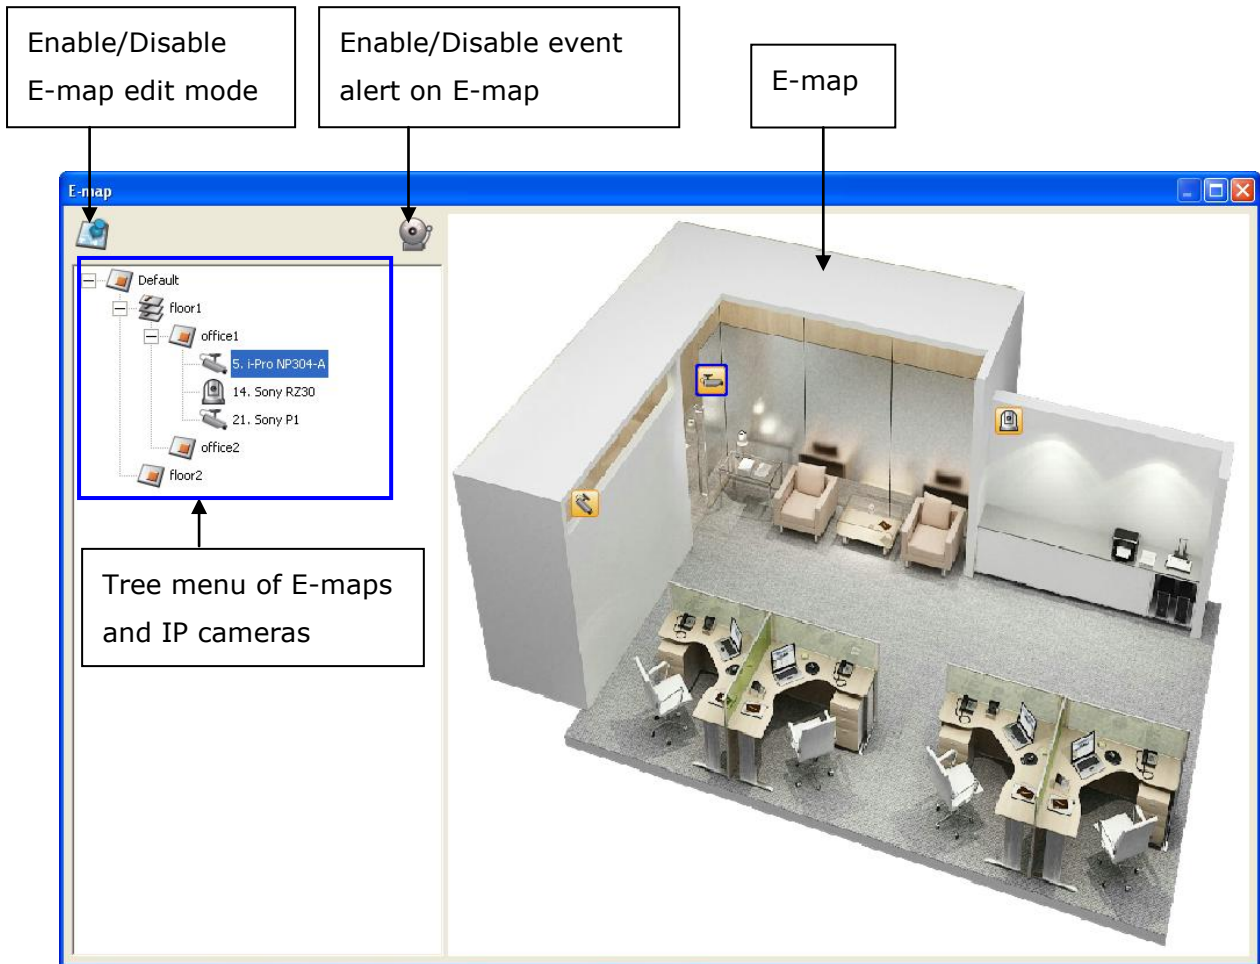 Enable/Disable
E-map edit mode
Enable/Disable event
alert on E-map
E-map
E-map
Default
floor1
office1
5. i-Pro NP304-A
14. Sony RZ30
21. Sony P1
office2
floor2
Tree menu of E-maps
and IP cameras